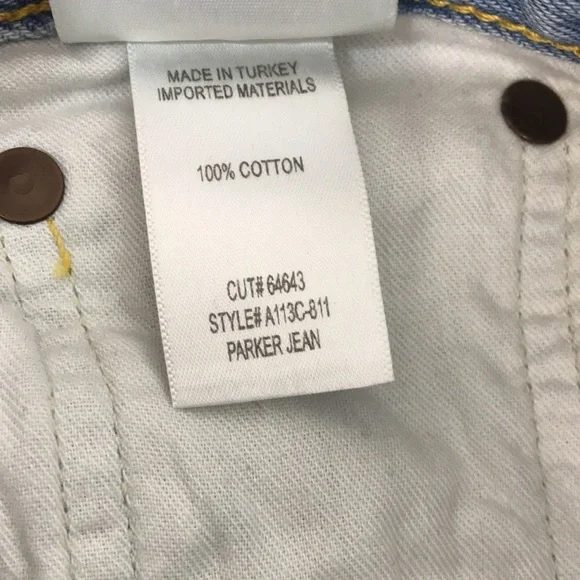 MADE IN TURKEY
IMPORTED MATERIALS
100% COTTON
CUT# 64643
STYLE# A113C-811
PARKER JEAN